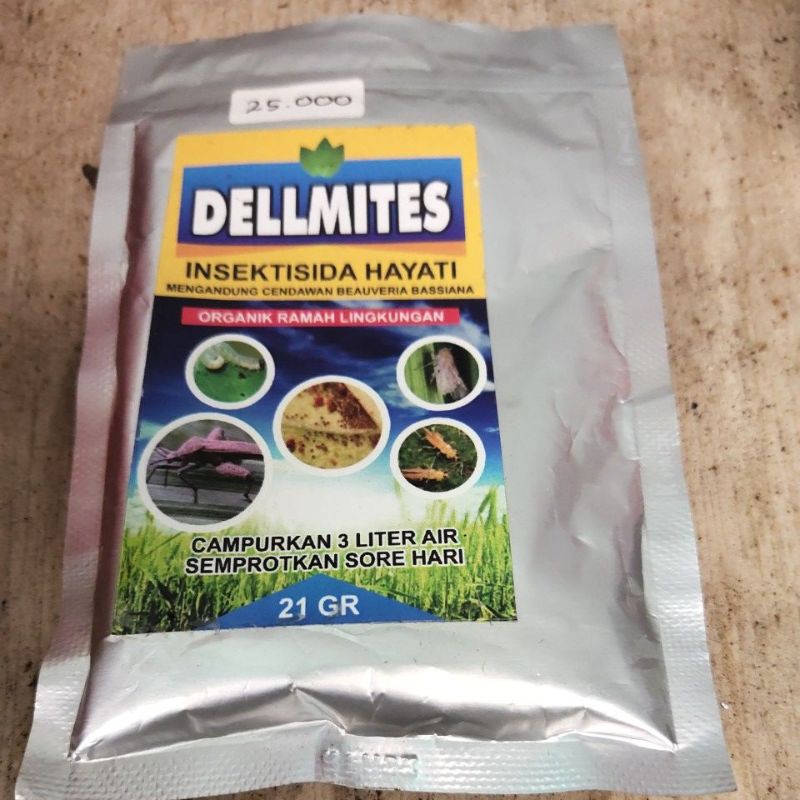 25.000
DELLMITES
INSEKTISIDA HAYATI
MENGANDUNG CENDAWAN BEAUVERIA BASSIANA
ORGANIK RAMAH LINGKUNGAN
CAMPURKAN 3 LITER AIR
SEMPROTKAN SORE HARI
21 GR